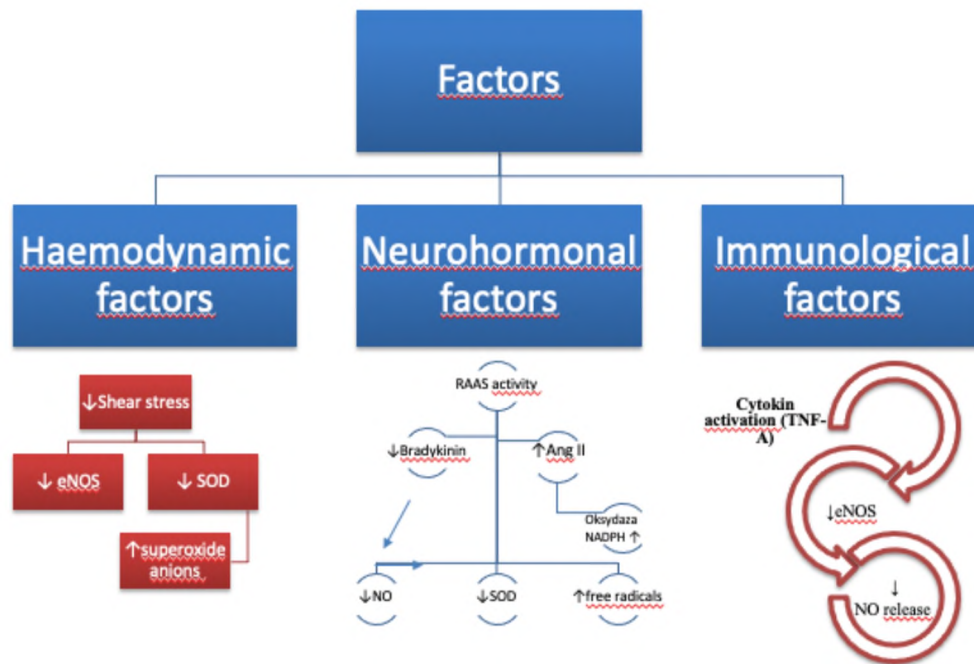 Factors
Haemodynamic
factors
Neurohormonal
factors
Immunological
factors
↓Shear stress
↓ eNOS
↓ SOD
↑superoxide
anions
RAAS activity
↓Bradykinin
↑Ang II
Oksydaza
NADPH ↑
↓NO
↓SOD
↑free radicals
Cytokin
activation (TNF-
A)
↓eNOS
↓
NO release